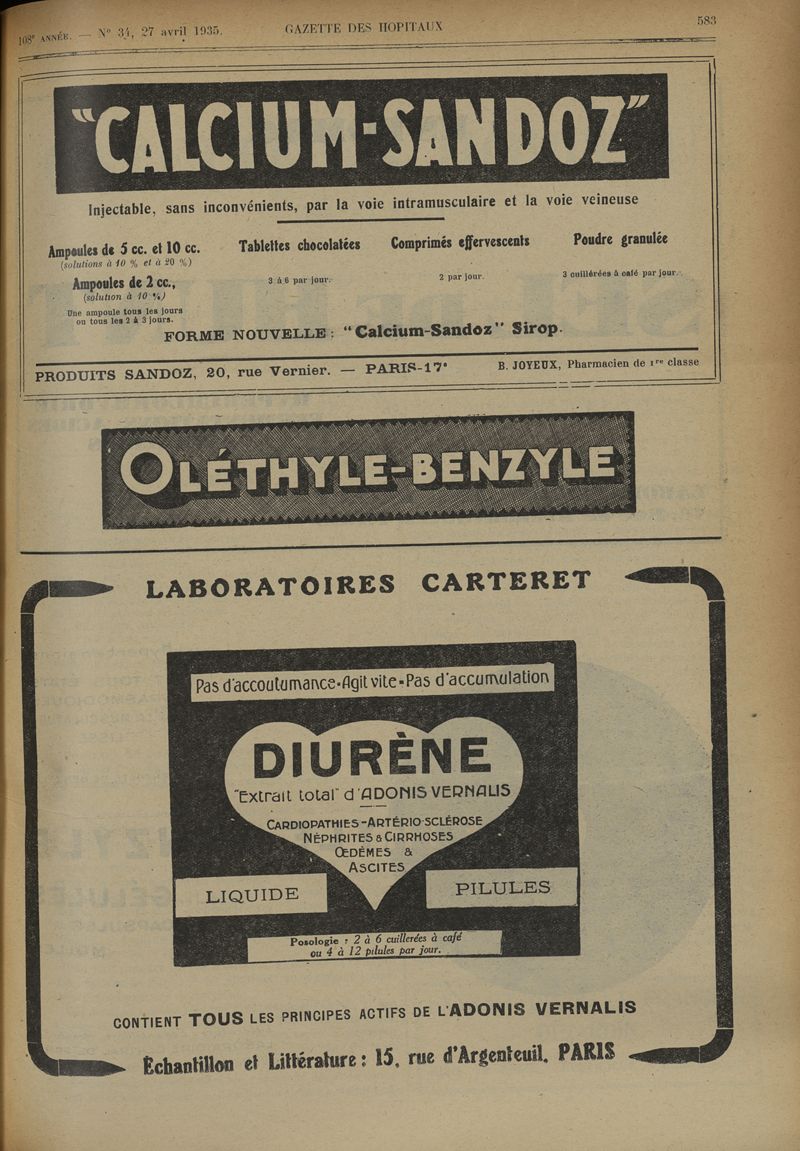 108e ANNÉE. — N° 34, 27 avril 1935.
GAZETTE DES HOPITAUX
583
"CALCIUM-SANDOZ"
Injectable, sans inconvénients, par la voie intramusculaire et la voie veineuse
Ampoules de 5 cc. et 10 cc.
(solutions à 10 % et à 20 %)
Ampoules de 2 cc.,
(solution à 10 %)
Une ampoule tous les jours
ou tous les 2 à 3 jours.
Tablettes chocolatées
3 à 6 par jour.
Comprimés effervescents
2 par jour.
Poudre granulée
3 cuillérées à café par jour.
FORME NOUVELLE: "Calcium-Sandoz" Sirop.
PRODUITS SANDOZ, 20, rue Vernier. — PARIS-17e
B. JOYEUX, Pharmacien de 1re classe
OLÉTHYLE-BENZYLE
LABORATOIRES CARTERET
Pas d'accoutumance-Agit vite-Pas d'accumulation
DIURÈNE
"Extrait total" d'ADONIS VERNALIS
CARDIOPATHIES-ARTÉRIO-SCLÉROSE
NÉPHRITES & CIRRHOSES
ŒDÈMES &
ASCITES
LIQUIDE
PILULES
Posologie : 2 à 6 cuillerées à café
ou 4 à 12 pilules par jour.
CONTIENT TOUS LES PRINCIPES ACTIFS DE L'ADONIS VERNALIS
Échantillon et Littérature : 15, rue d'Argenteuil, PARIS